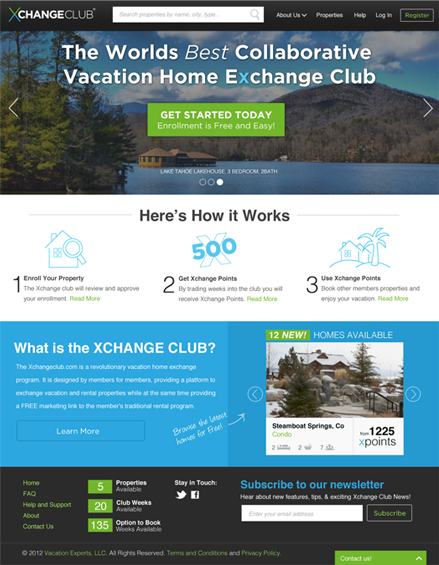 XCHANGECLUB
Search properties by name, city, type...
About Us
Properties
Help
Log In
Register
The Worlds Best Collaborative
Vacation Home Exchange Club
GET STARTED TODAY
Enrollment is Free and Easy!
LAKE TAHOE LAKEHOUSE, 3 BEDROOM, 2BATH
Here's How it Works
1 Enroll Your Property
The Xchange club will review and approve
your enrollment. Read More
500
2 Get Xchange Points
By trading weeks into the club you will
receive Xchange Points. Read More
3 Use Xchange Points
Book other members properties and
enjoy your vacation. Read More
What is the XCHANGE CLUB?
The Xchangeclub.com is a revolutionary vacation home exchange
program. It is designed by members for members, providing a platform to
exchange vacation and rental properties while at the same time providing
a FREE marketing link to the member's traditional rental program.
Learn More
Browse the latest
homes for Free!
12 NEW! HOMES AVAILABLE
Steamboat Springs, Co
Condo
2 2 7
from 1225
xpoints
Home
FAQ
Help and Support
About
Contact Us
5 Properties
Available
20 Club Weeks
Available
135 Option to Book
Weeks Available
Stay in Touch:
Subscribe to our newsletter
Hear about new features, tips, & exciting Xchange Club News!
Enter your email address
Subscribe
© 2012 Vacation Experts, LLC. All Rights Reserved. Terms and Conditions and Privacy Policy.
Contact us!